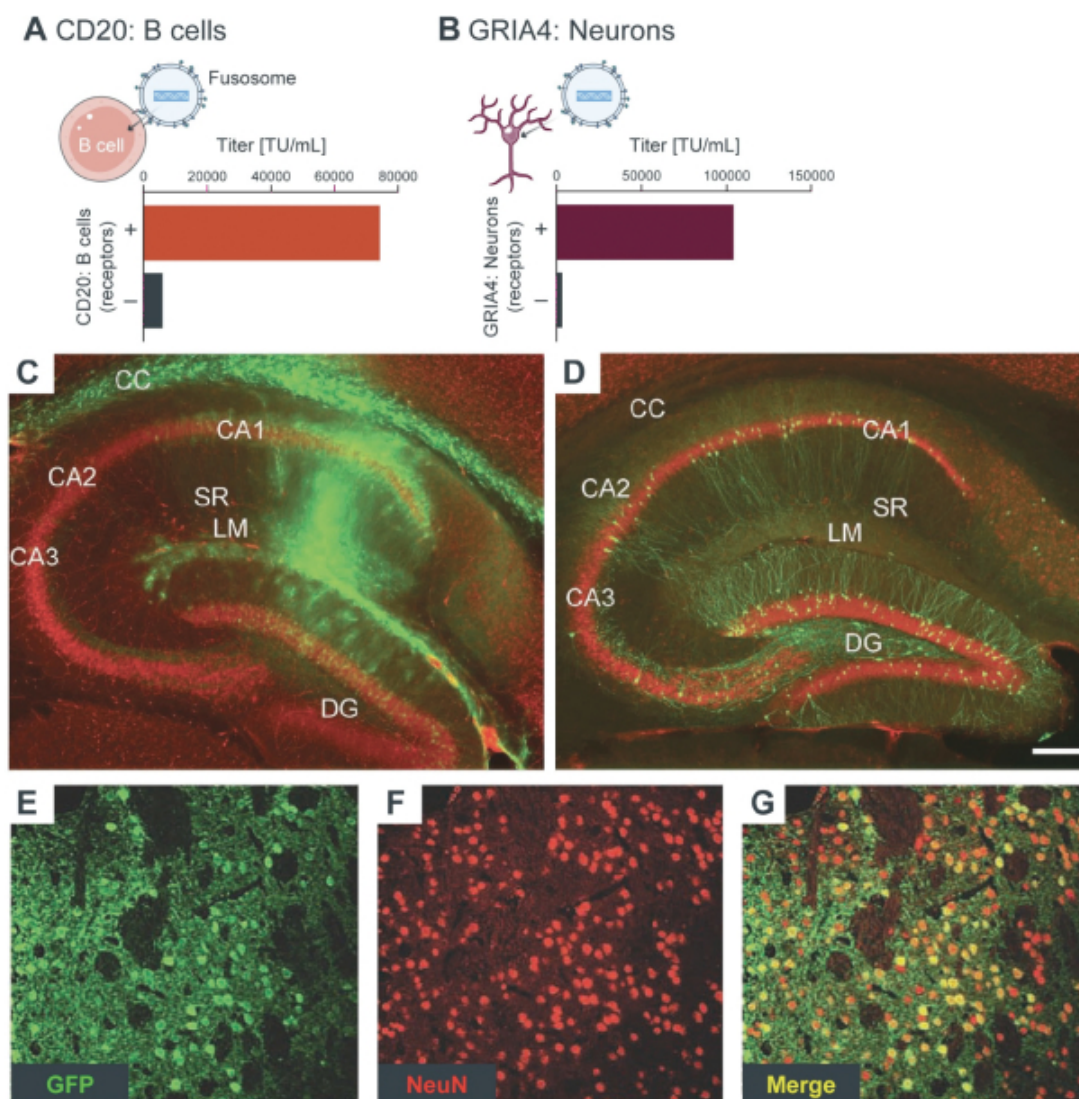 A CD20: B cells
Fusosome
B cell
Titer [TU/mL]
0 20000 40000 60000 80000
CD20: B cells
(receptors)
+
–
B GRIA4: Neurons
Titer [TU/mL]
0 50000 100000 150000
GRIA4: Neurons
(receptors)
+
–
C
CC
CA1
CA2
SR
LM
CA3
DG
D
CC
CA1
CA2
SR
LM
CA3
DG
E
GFP
F
NeuN
G
Merge